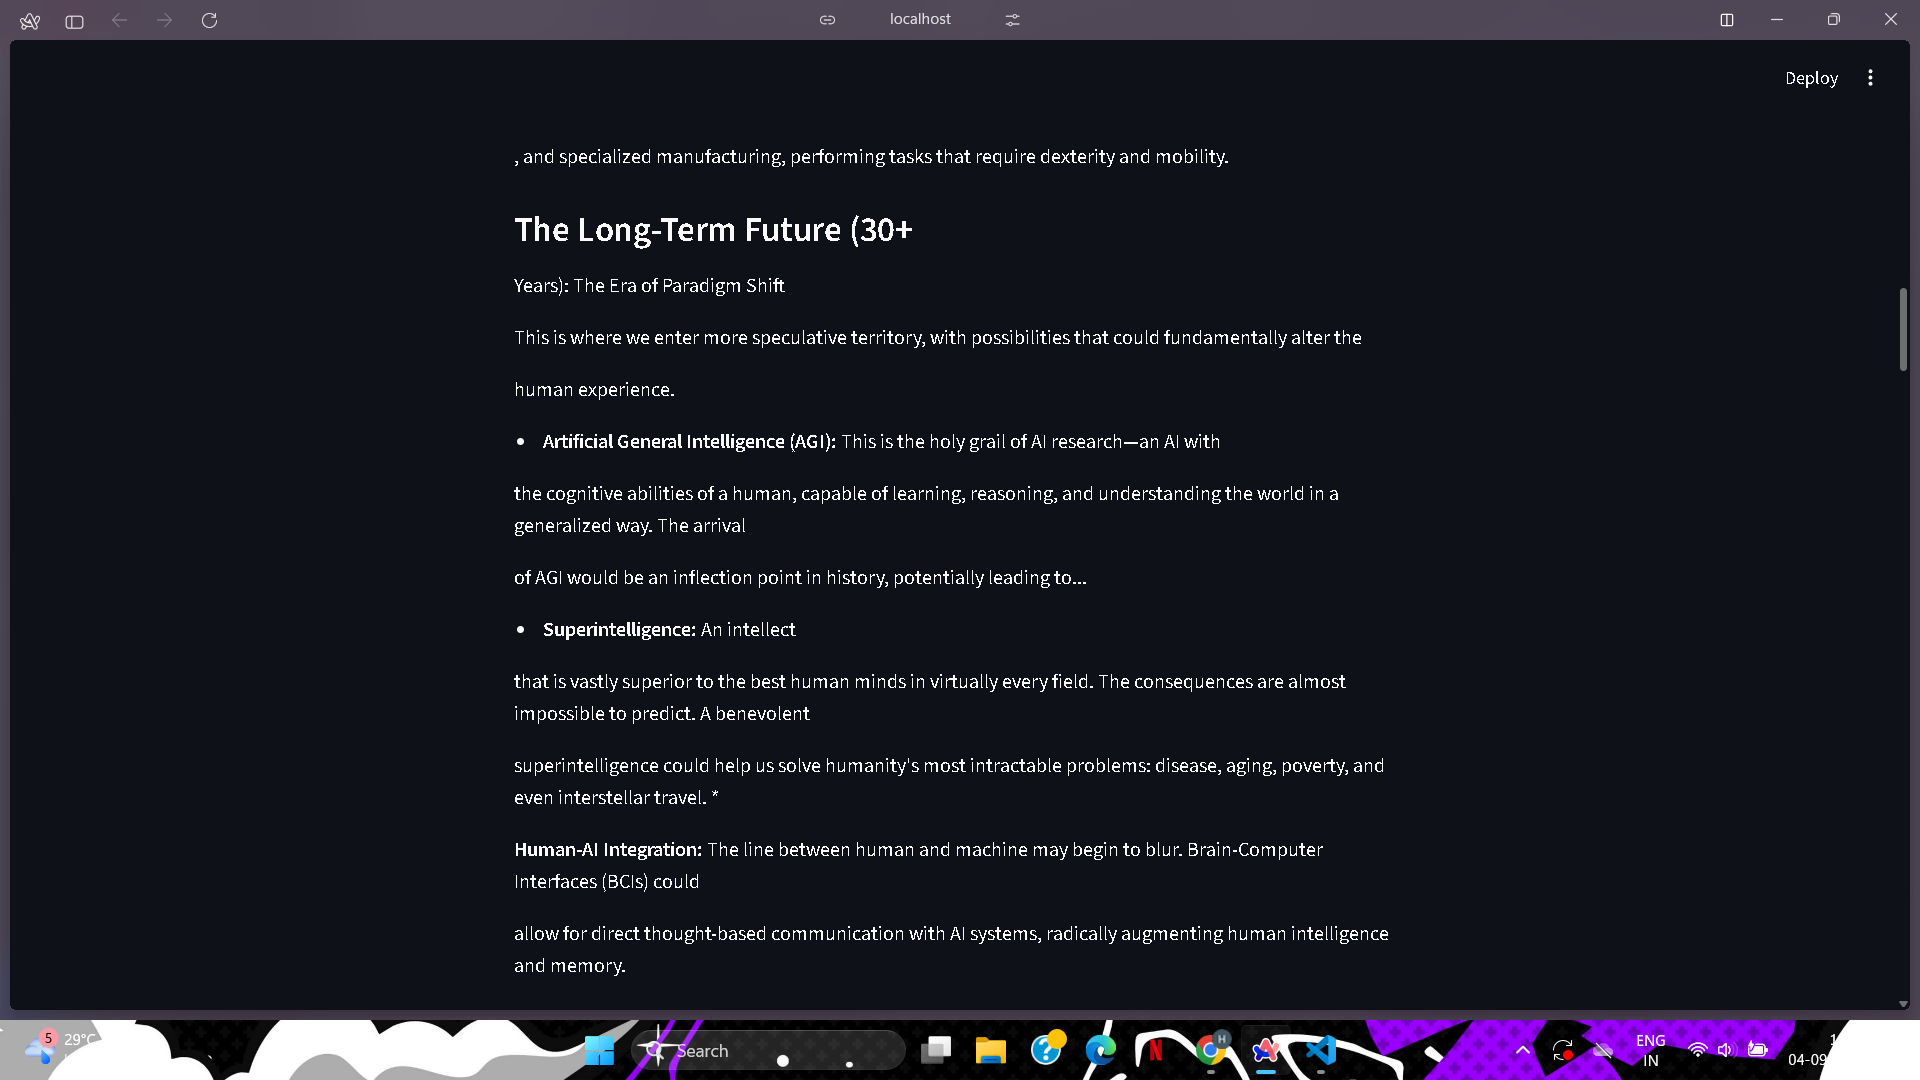 localhost
Deploy
, and specialized manufacturing, performing tasks that require dexterity and mobility.
The Long-Term Future (30+
Years): The Era of Paradigm Shift
This is where we enter more speculative territory, with possibilities that could fundamentally alter the
human experience.
• Artificial General Intelligence (AGI): This is the holy grail of AI research—an AI with
the cognitive abilities of a human, capable of learning, reasoning, and understanding the world in a
generalized way. The arrival
of AGI would be an inflection point in history, potentially leading to...
• Superintelligence: An intellect
that is vastly superior to the best human minds in virtually every field. The consequences are almost
impossible to predict. A benevolent
superintelligence could help us solve humanity's most intractable problems: disease, aging, poverty, and
even interstellar travel. *
Human-AI Integration: The line between human and machine may begin to blur. Brain-Computer
Interfaces (BCIs) could
allow for direct thought-based communication with AI systems, radically augmenting human intelligence
and memory.
5
29°C
Search
H
ENG
IN
04-09